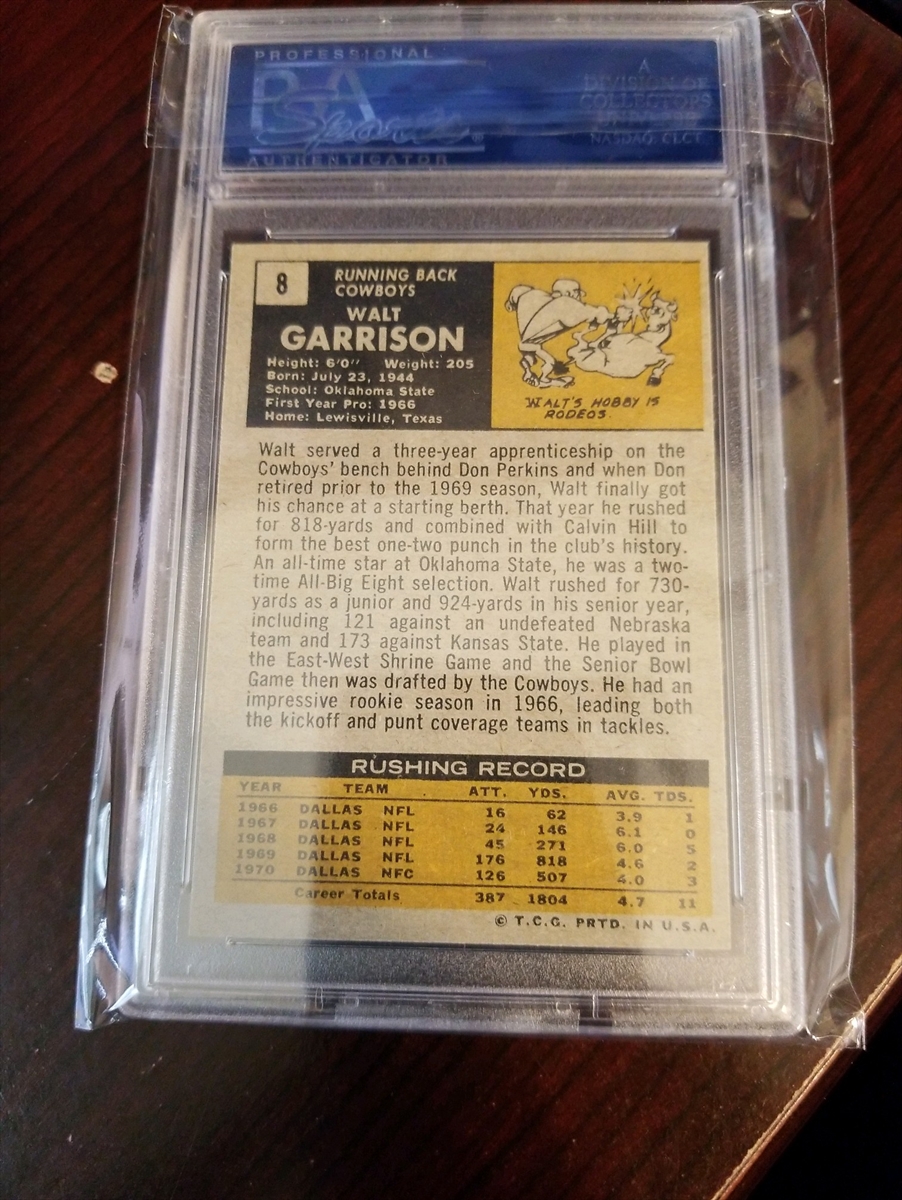 PROFESSIONAL
PSA
Sports
AUTHENTICATOR
A
DIVISION OF
COLLECTORS
UNIVERSE
NASDAQ: CLCT
8
RUNNING BACK
COWBOYS
WALT
GARRISON
Height: 6'0" Weight: 205
Born: July 23, 1944
School: Oklahoma State
First Year Pro: 1966
Home: Lewisville, Texas
WALT'S HOBBY IS
RODEOS.
Walt served a three-year apprenticeship on the
Cowboys' bench behind Don Perkins and when Don
retired prior to the 1969 season, Walt finally got
his chance at a starting berth. That year he rushed
for 818-yards and combined with Calvin Hill to
form the best one-two punch in the club's history.
An all-time star at Oklahoma State, he was a two-
time All-Big Eight selection. Walt rushed for 730-
yards as a junior and 924-yards in his senior year,
including 121 against an undefeated Nebraska
team and 173 against Kansas State. He played in
the East-West Shrine Game and the Senior Bowl
Game then was drafted by the Cowboys. He had an
impressive rookie season in 1966, leading both
the kickoff and punt coverage teams in tackles.
RUSHING RECORD
YEAR TEAM ATT. YDS. AVG. TDS.
1966 DALLAS NFL 16 62 3.9 1
1967 DALLAS NFL 24 146 6.1 0
1968 DALLAS NFL 45 271 6.0 5
1969 DALLAS NFL 176 818 4.6 2
1970 DALLAS NFC 126 507 4.0 3
Career Totals 387 1804 4.7 11
© T.C.G. PRTD. IN U.S.A.